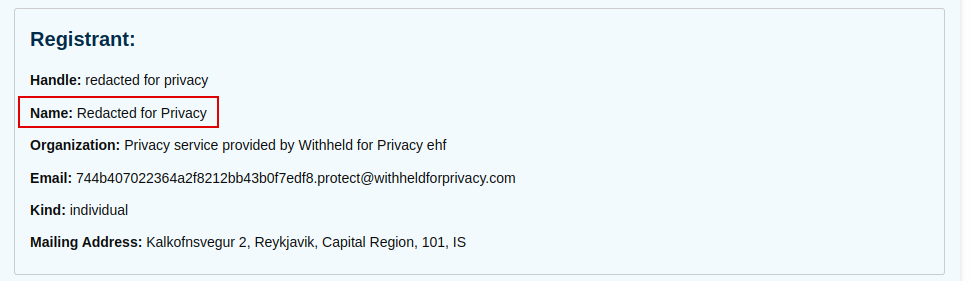 Registrant:
Handle: redacted for privacy
Name: Redacted for Privacy
Organization: Privacy service provided by Withheld for Privacy ehf
Email: 744b407022364a2f8212bb43b0f7edf8.protect@withheldforprivacy.com
Kind: individual
Mailing Address: Kalkofnsvegur 2, Reykjavik, Capital Region, 101, IS